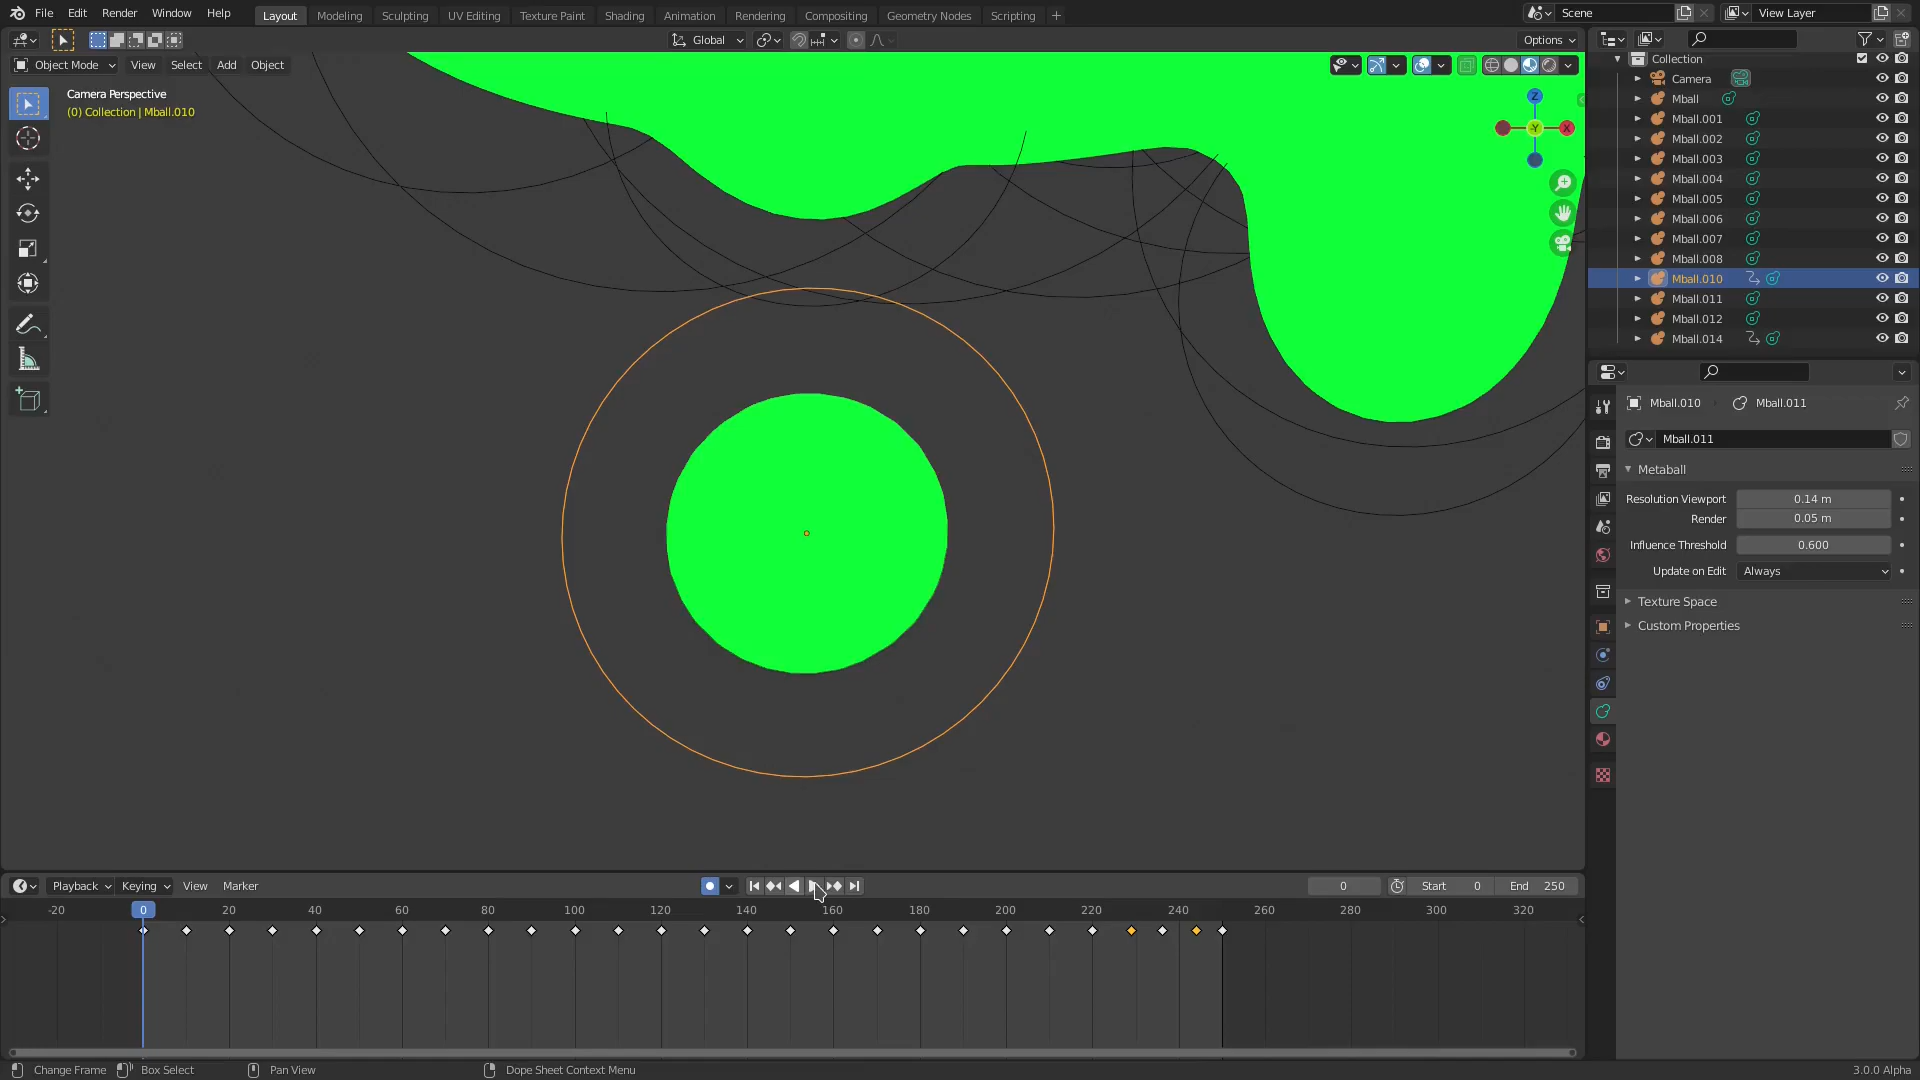 File Edit Render Window Help Layout Modeling Sculpting UV Editing Texture Paint Shading Animation Rendering Compositing Geometry Nodes Scripting + Scene View Layer
Global Options
Object Mode View Select Add Object
Camera Perspective
(0) Collection | Mball.010
Z
Y
X
Collection
Camera
Mball
Mball.001
Mball.002
Mball.003
Mball.004
Mball.005
Mball.006
Mball.007
Mball.008
Mball.010
Mball.011
Mball.012
Mball.014
Mball.010 Mball.011
Mball.011
Metaball
Resolution Viewport 0.14 m
Render 0.05 m
Influence Threshold 0.600
Update on Edit Always
Texture Space
Custom Properties
Playback Keying View Marker 0 Start 0 End 250
-20 0 20 40 60 80 100 120 140 160 180 200 220 240 260 280 300 320
Change Frame Box Select Pan View Dope Sheet Context Menu 3.0.0 Alpha